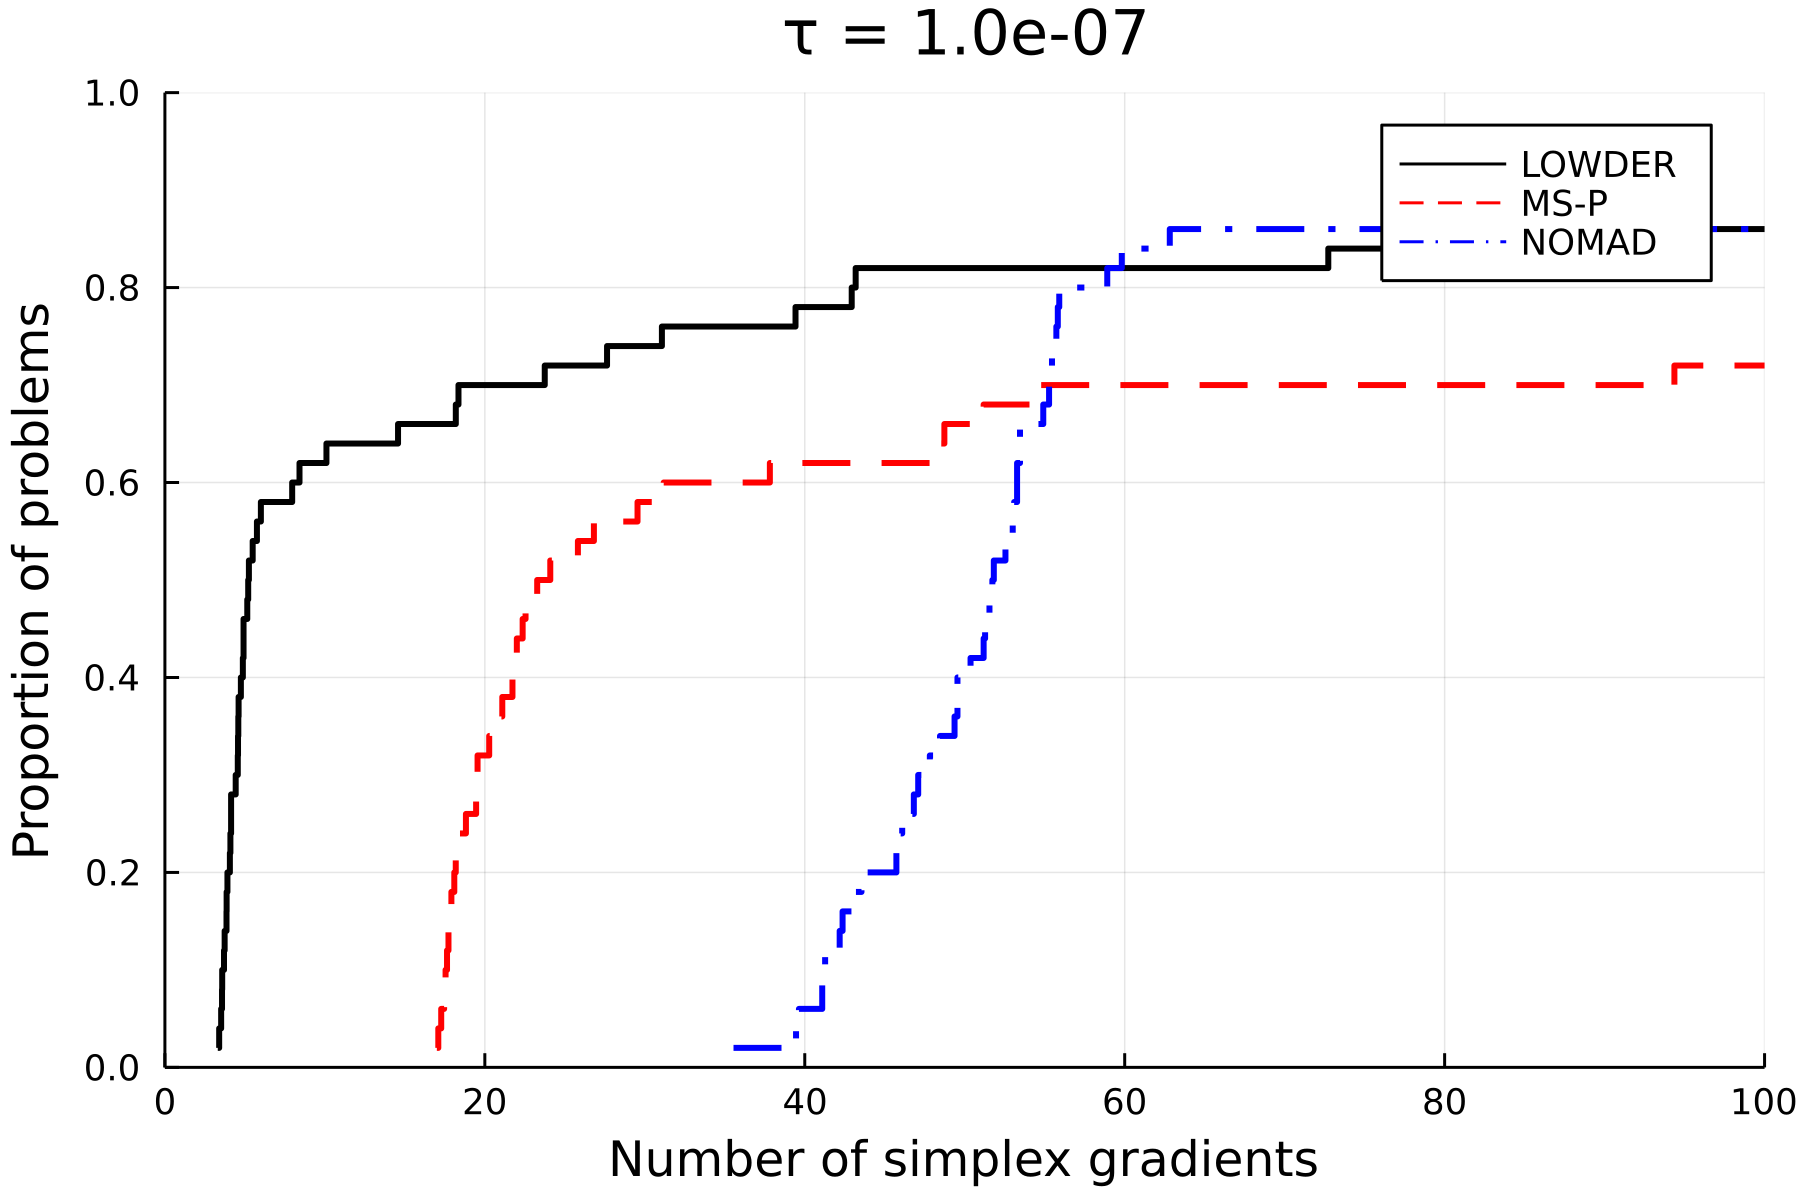 τ = 1.0e-07
1.0
0.8
0.6
0.4
0.2
0.0
Proportion of problems
LOWDER
MS-P
NOMAD
0 20 40 60 80 100
Number of simplex gradients